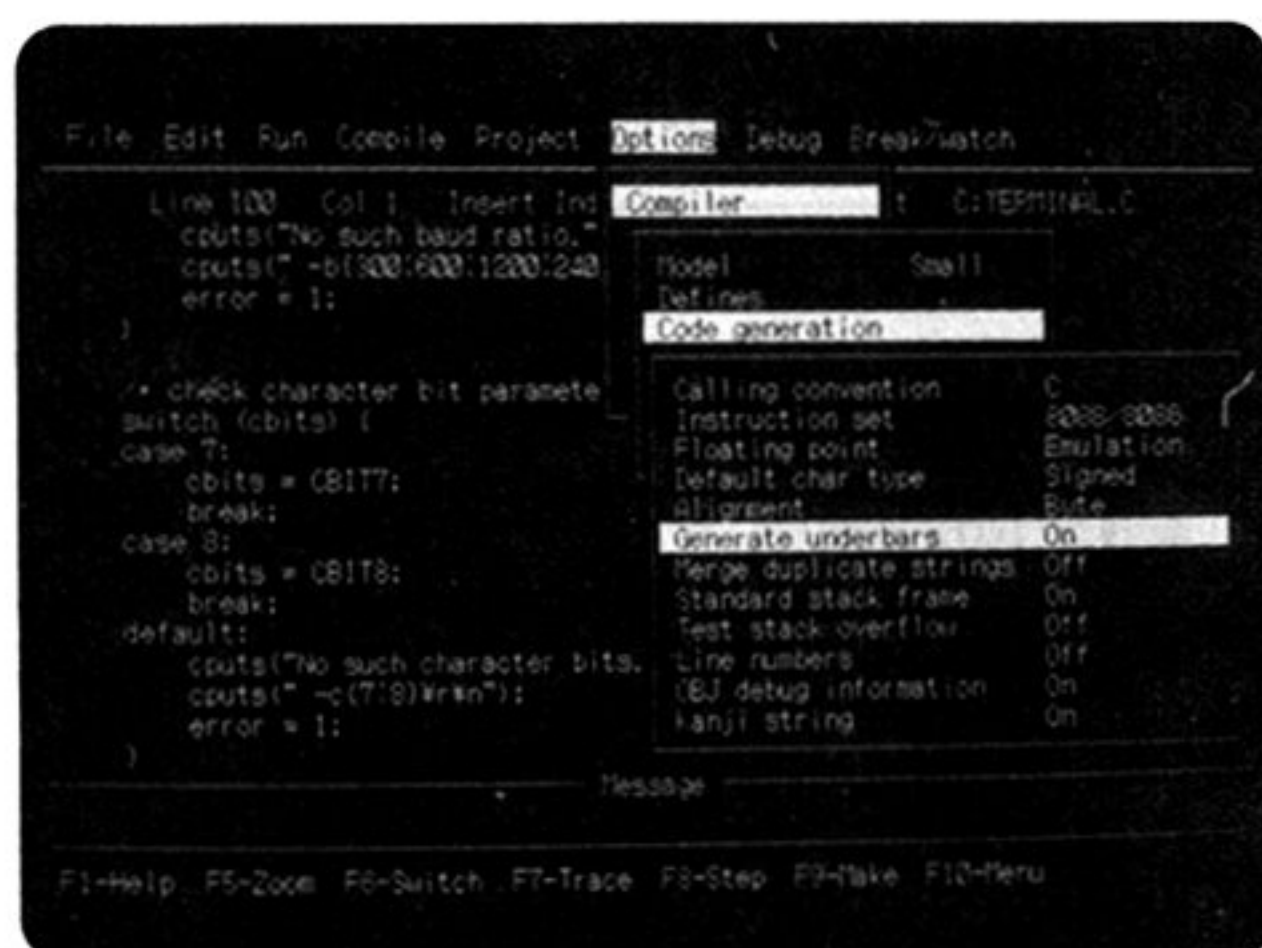 File Edit Run Compile Project Options Debug Break/watch
Line 100 Col 1 Insert Ind
t C:TERMINAL.C
cputs("No such baud ratio."
cputs(" -b(300:600:1200:240
error = 1;
}
/* check character bit paramete
switch (cbits) {
case 7:
cbits = CBIT7;
break;
case 8:
cbits = CBIT8;
break;
default:
cputs("No such character bits.
cputs(" -c(7:8)¥r¥n");
error = 1;
}
Compiler
Model Small
Defines
Code generation
Calling convention C
Instruction set 8088/8086
Floating point Emulation
Default char type Signed
Alignment Byte
Generate underbars On
Merge duplicate strings Off
Standard stack frame On
Test stack overflow Off
Line numbers Off
OBJ debug information On
kanji string On
Message
F1-Help F5-Zoom F6-Switch F7-Trace F8-Step F9-Make F10-Menu